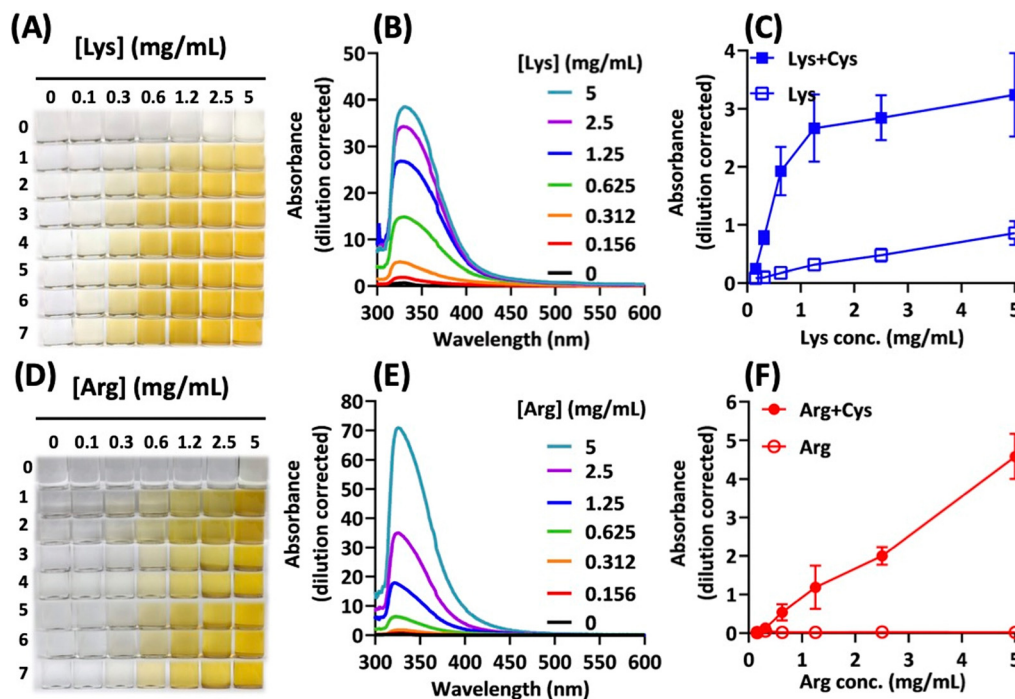 (A)
[Lys] (mg/mL)
0 0.1 0.3 0.6 1.2 2.5 5
0
1
2
3
4
5
6
7
(B)
Absorbance
(dilution corrected)
50
40
30
20
10
0
[Lys] (mg/mL)
5
2.5
1.25
0.625
0.312
0.156
0
300 350 400 450 500 550 600
Wavelength (nm)
(C)
Absorbance
(dilution corrected)
4
3
2
1
0
Lys+Cys
Lys
0 1 2 3 4 5
Lys conc. (mg/mL)
(D)
[Arg] (mg/mL)
0 0.1 0.3 0.6 1.2 2.5 5
0
1
2
3
4
5
6
7
(E)
Absorbance
(dilution corrected)
80
70
60
50
40
30
20
10
0
[Arg] (mg/mL)
5
2.5
1.25
0.625
0.312
0.156
0
300 350 400 450 500 550 600
Wavelength (nm)
(F)
Absorbance
(dilution corrected)
6
5
4
3
2
1
0
Arg+Cys
Arg
0 1 2 3 4 5
Arg conc. (mg/mL)